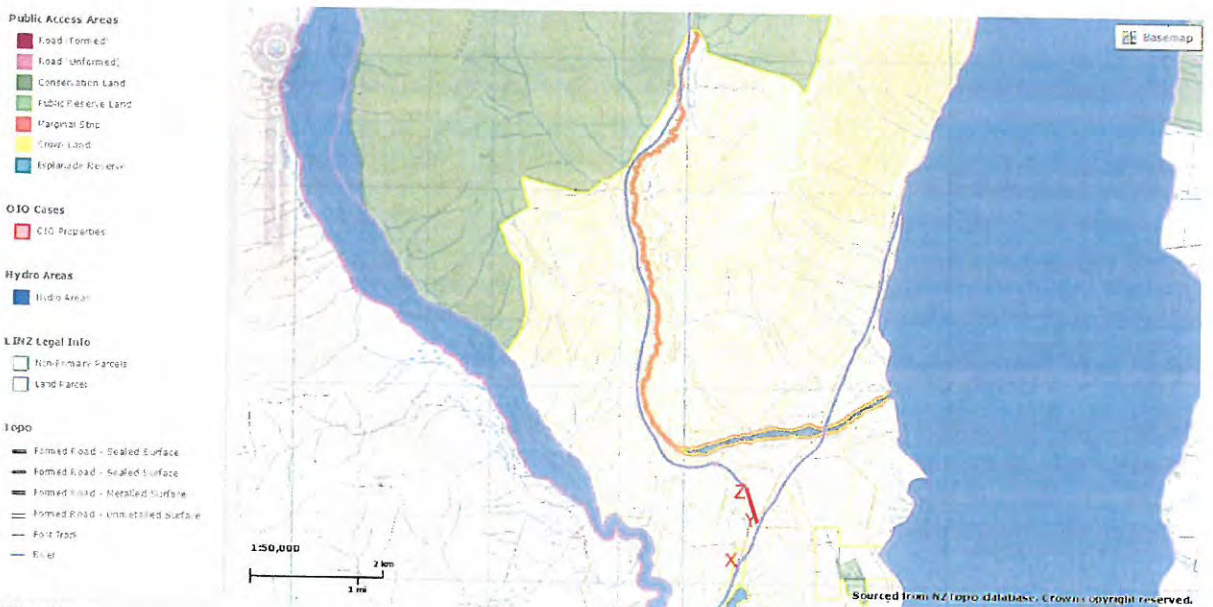 Public Access Areas
Road (Formed)
Road (Unformed)
Conservation Land
Public Reserve Land
Marginal Strip
Crown Land
Esplanade Reserve
OIO Cases
OIO Properties
Hydro Areas
Hydro Areas
LINZ Legal Info
Non-Primary Parcels
Land Parcel
Topo
Formed Road - Sealed Surface
Formed Road - Sealed Surface
Formed Road - Metalled Surface
Formed Road - Unmetalled Surface
Foot Track
River
Basemap
Z
Y
X
1:50,000
2 km
1 mi
Sourced from NZTopo database. Crown copyright reserved.